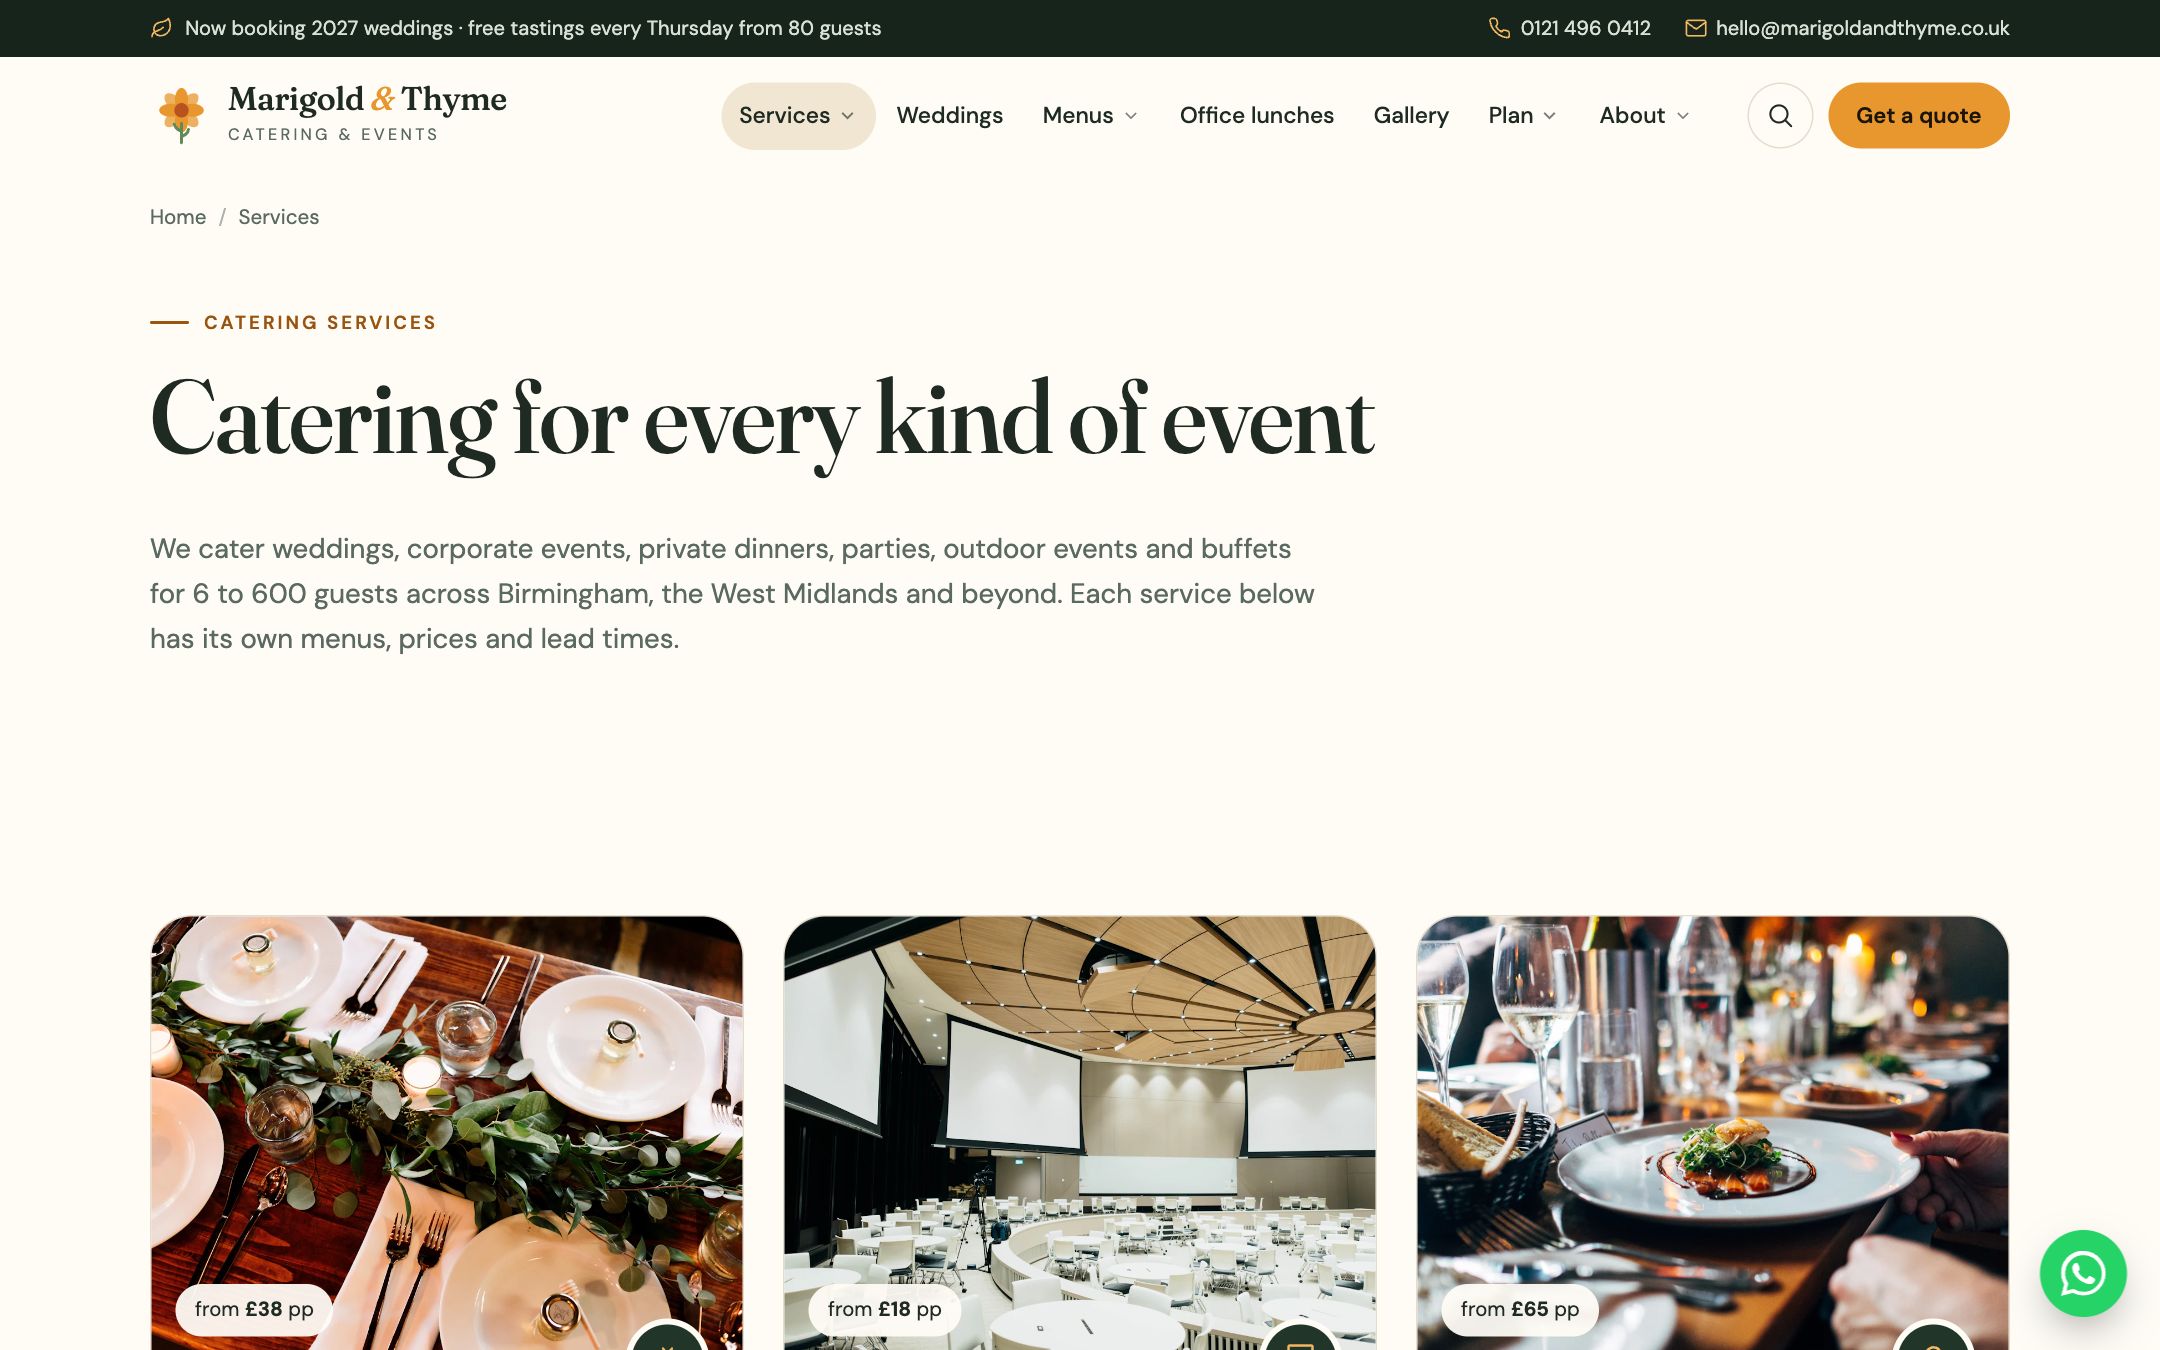 Now booking 2027 weddings · free tastings every Thursday from 80 guests
0121 496 0412
hello@marigoldandthyme.co.uk
Marigold & Thyme
CATERING & EVENTS
Services
Weddings
Menus
Office lunches
Gallery
Plan
About
Get a quote
Home / Services
CATERING SERVICES
Catering for every kind of event
We cater weddings, corporate events, private dinners, parties, outdoor events and buffets
for 6 to 600 guests across Birmingham, the West Midlands and beyond. Each service below
has its own menus, prices and lead times.
from £38 pp
from £18 pp
from £65 pp